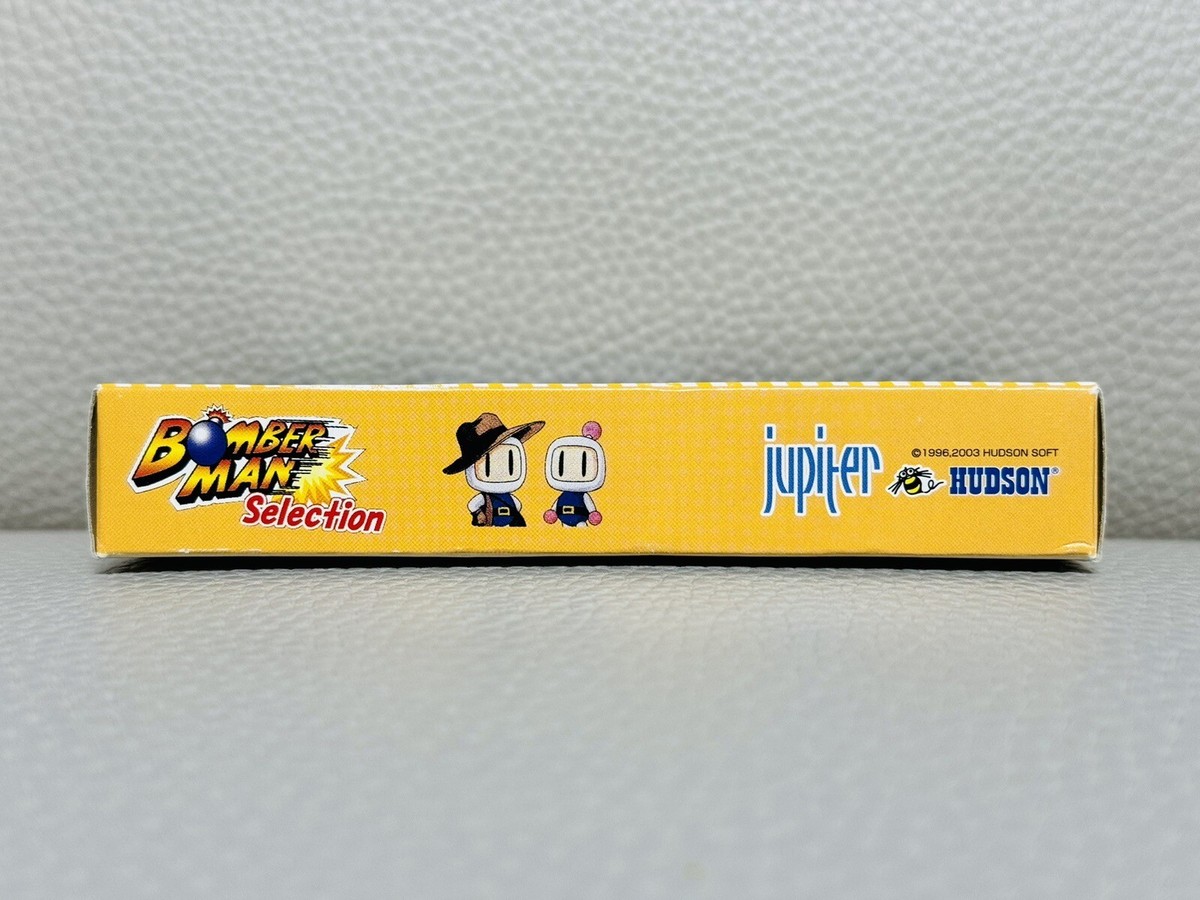 BOMBER
MAN
Selection
jupiter
©1996,2003 HUDSON SOFT
HUDSON®